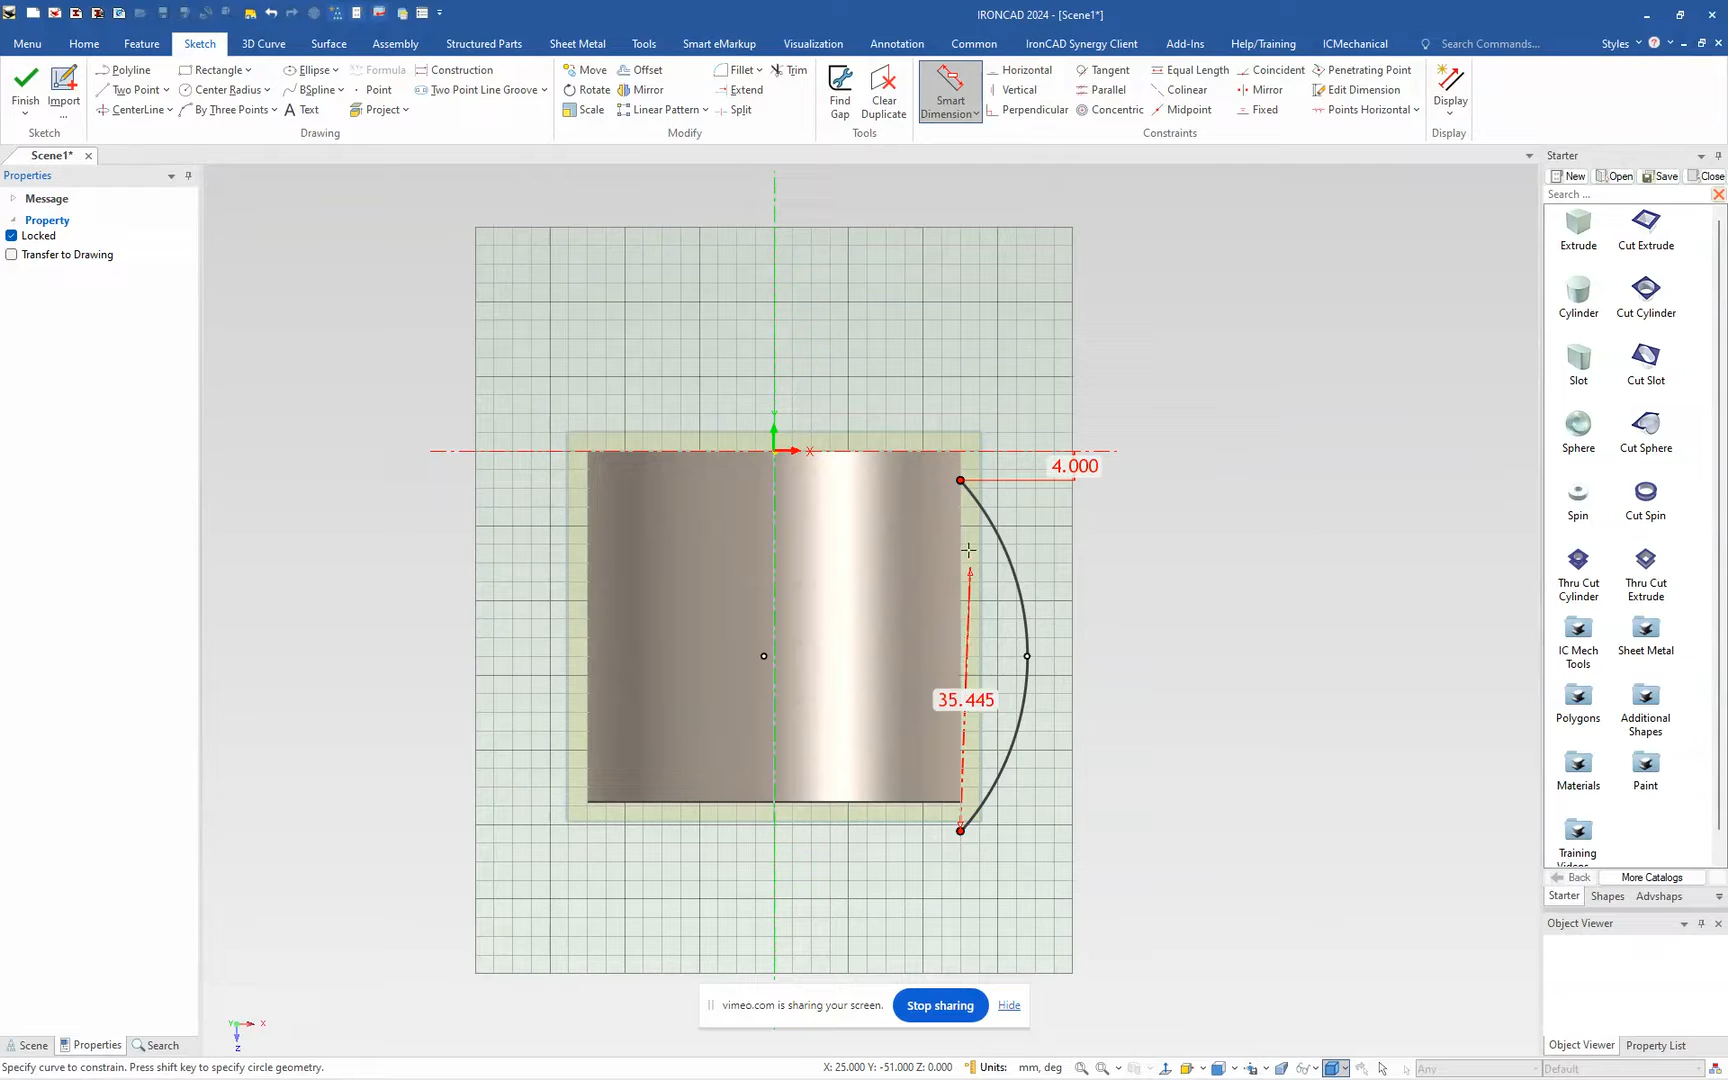 IRONCAD 2024 - [Scene1*]
Menu Home Feature Sketch 3D Curve Surface Assembly Structured Parts Sheet Metal Tools Smart eMarkup Visualization Annotation Common IronCAD Synergy Client Add-Ins Help/Training ICMechanical Search Commands... Styles
Polyline Rectangle Ellipse Formula Construction Move Offset Fillet Trim Horizontal Tangent Equal Length Coincident Penetrating Point
Finish Import ... Two Point Center Radius BSpline Point Two Point Line Groove Rotate Mirror Extend Find Gap Clear Duplicate Smart Dimension Vertical Parallel Colinear Mirror Edit Dimension Display
CenterLine By Three Points Text Project Scale Linear Pattern Split Perpendicular Concentric Midpoint Fixed Points Horizontal
Sketch Drawing Modify Tools Constraints Display
Scene1*
Properties
Message
Property
Locked
Transfer to Drawing
Y
X
4.000
35.445
Starter
New Open Save Close
Search ...
Extrude Cut Extrude
Cylinder Cut Cylinder
Slot Cut Slot
Sphere Cut Sphere
Spin Cut Spin
Thru Cut Cylinder Thru Cut Extrude
IC Mech Tools Sheet Metal
Polygons Additional Shapes
Materials Paint
Training Videos
Back More Catalogs
Starter Shapes Advshaps
Object Viewer
vimeo.com is sharing your screen. Stop sharing Hide
Y X
Z
Scene Properties Search
Object Viewer Property List
Specify curve to constrain. Press shift key to specify circle geometry.
X: 25.000 Y: -51.000 Z: 0.000 Units: mm, deg Any Default